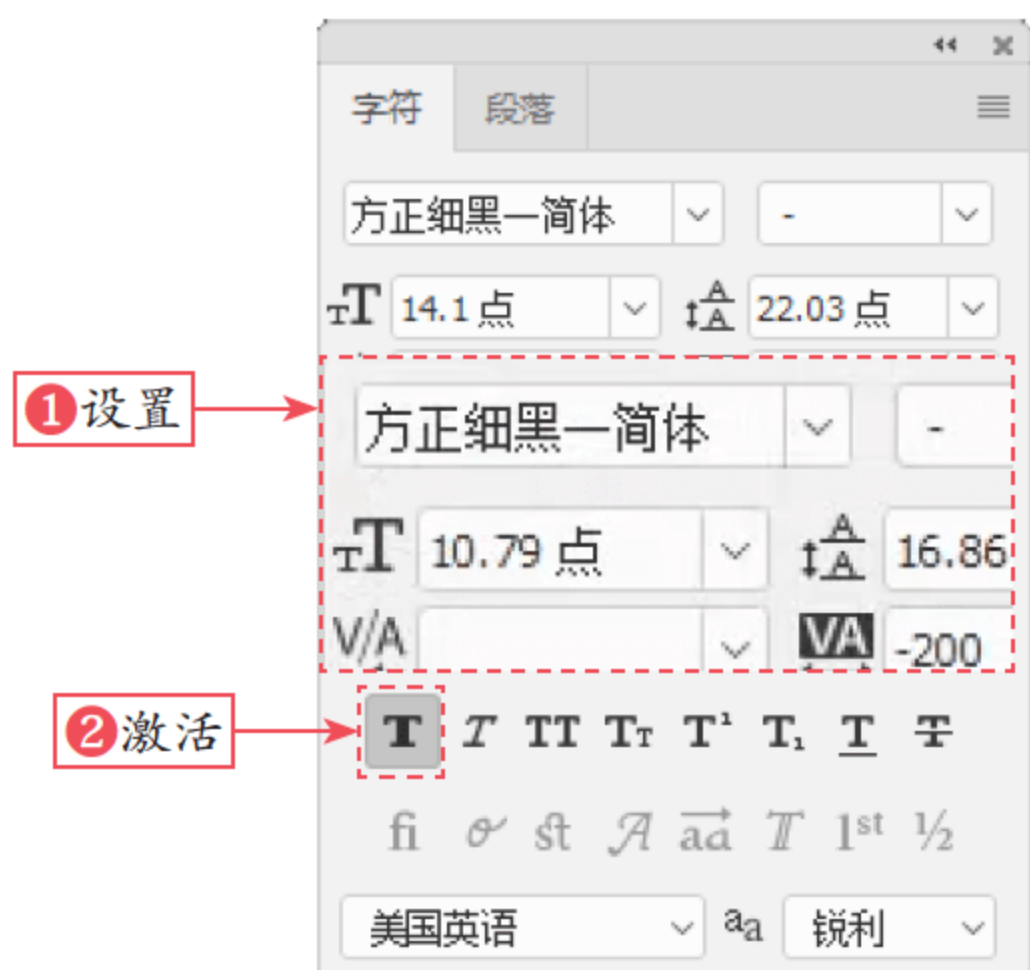 字符 段落
方正细黑一简体 -
14.1 点 22.03 点
❶设置
方正细黑一简体 -
10.79 点 16.86
V/A VA -200
❷激活
T T TT Tт T¹ T₁ T T
fi ơ st A aa T 1st ½
美国英语 aa 锐利